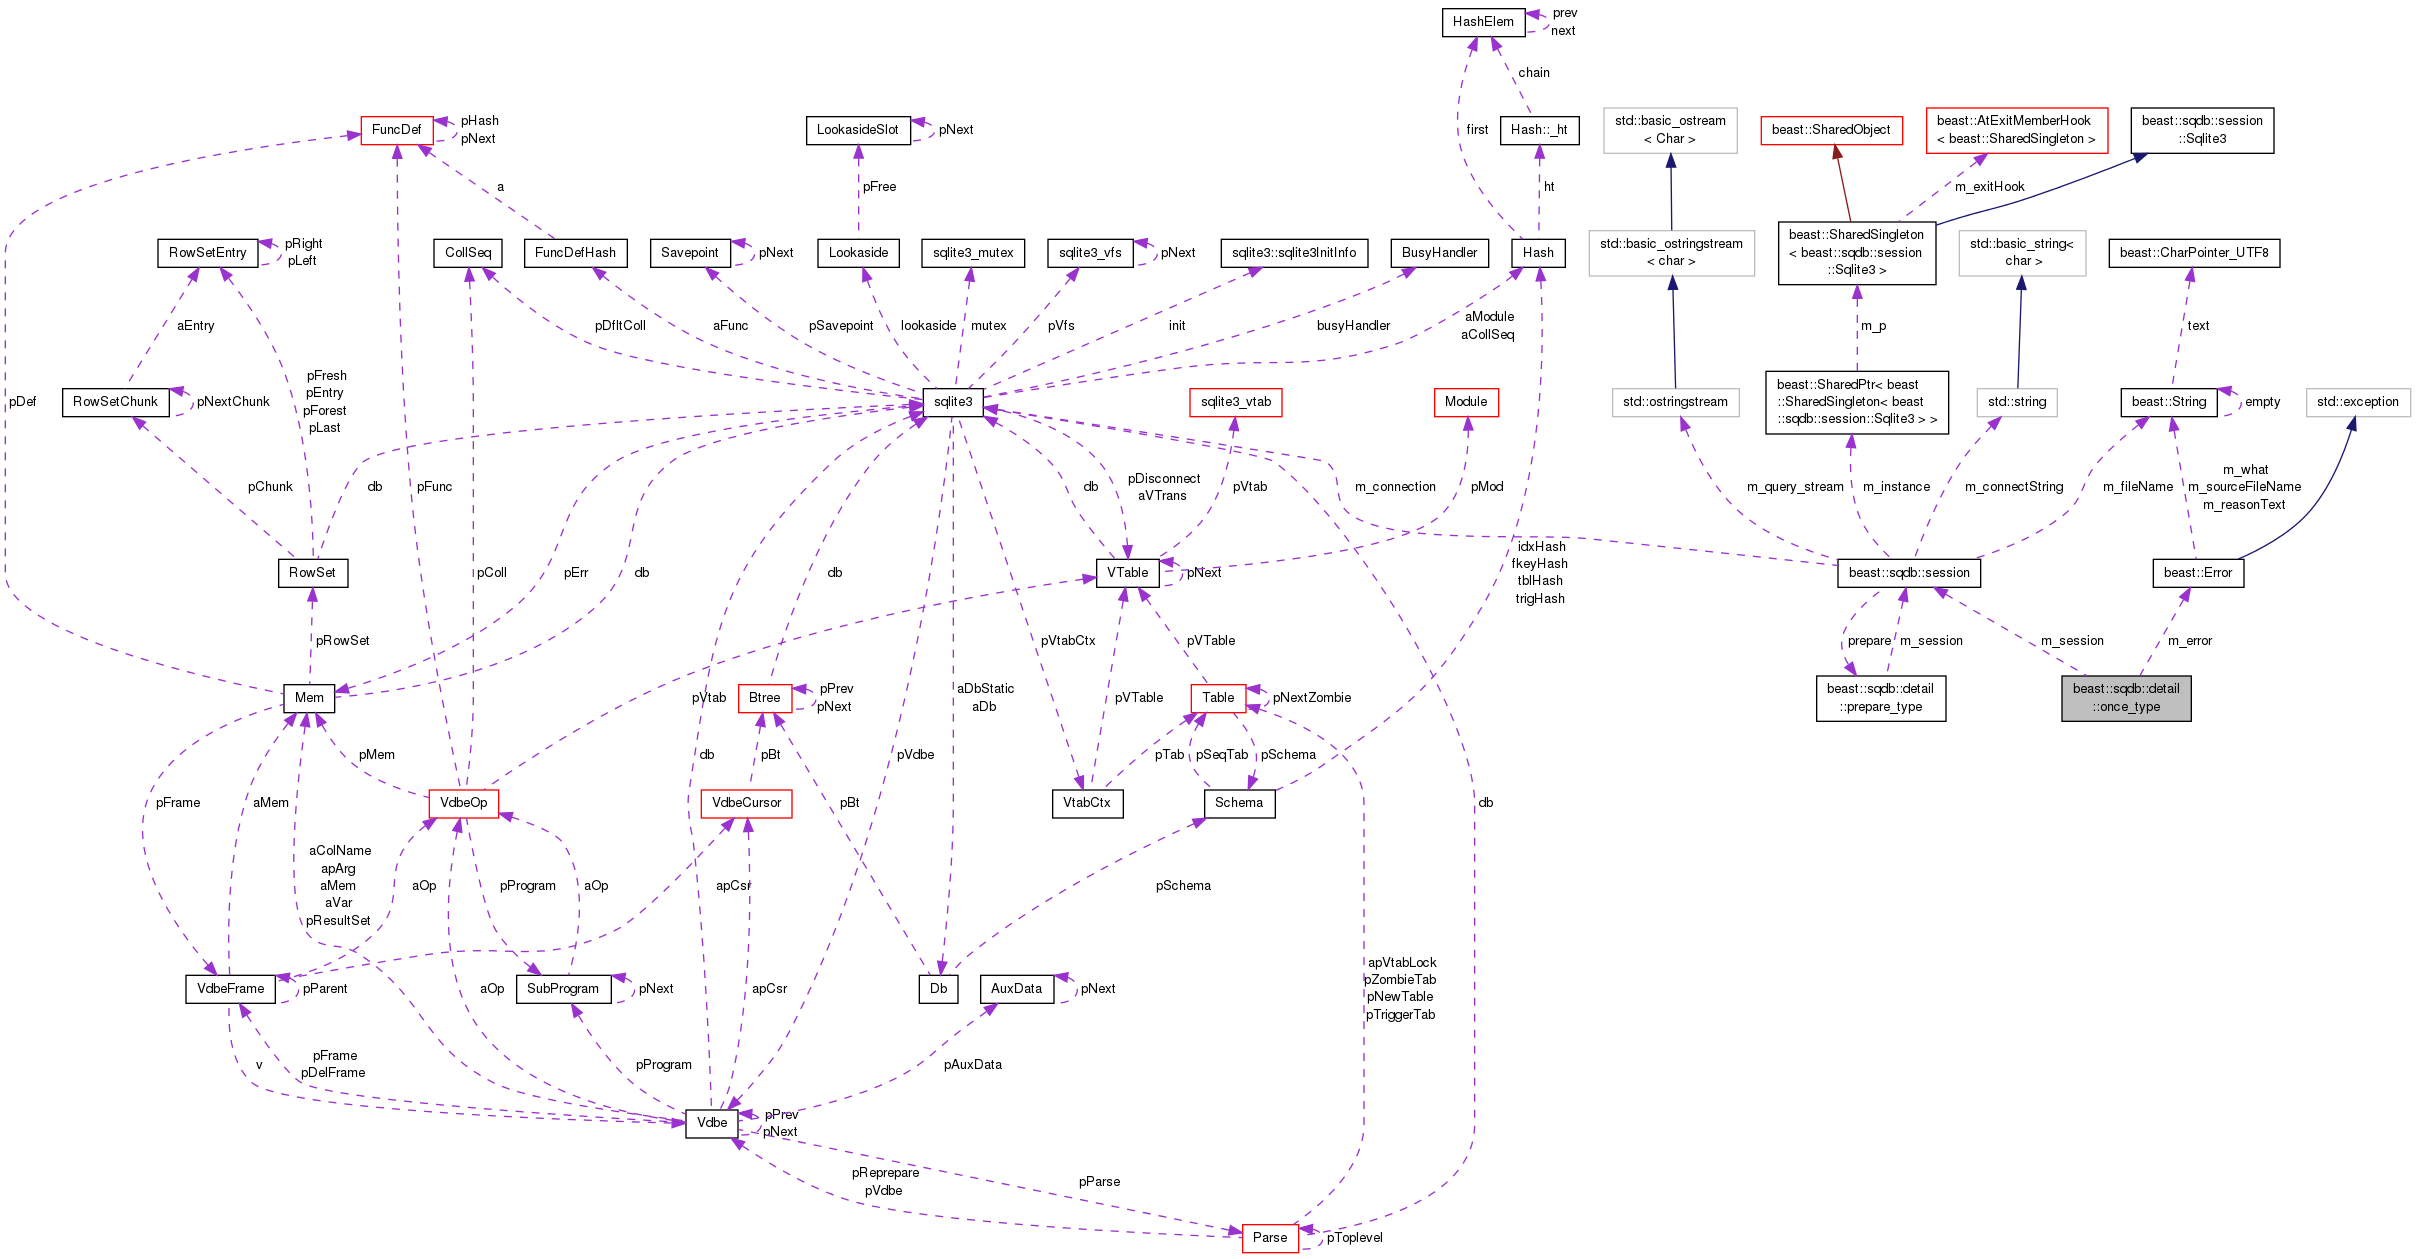 HashElem
prev
next
chain
first
Hash::_ht
ht
FuncDef
pHash
pNext
LookasideSlot
pNext
std::basic_ostream
< Char >
beast::SharedObject
beast::AtExitMemberHook
< beast::SharedSingleton >
beast::sqdb::session
::Sqlite3
a
pFree
m_exitHook
RowSetEntry
pRight
pLeft
CollSeq
FuncDefHash
Savepoint
pNext
Lookaside
sqlite3_mutex
sqlite3_vfs
pNext
sqlite3::sqlite3InitInfo
BusyHandler
Hash
std::basic_ostringstream
< char >
beast::SharedSingleton
< beast::sqdb::session
::Sqlite3 >
std::basic_string<
char >
beast::CharPointer_UTF8
aEntry
pDfltColl
aFunc
pSavepoint
lookaside
mutex
pVfs
init
busyHandler
aModule
aCollSeq
m_p
text
pFresh
pEntry
pForest
pLast
RowSetChunk
pNextChunk
pDef
sqlite3
sqlite3_vtab
Module
std::ostringstream
beast::SharedPtr< beast
::SharedSingleton< beast
::sqdb::session::Sqlite3 > >
std::string
beast::String
empty
std::exception
pChunk
db
pFunc
db
pDisconnect
aVTrans
pVtab
m_connection
pMod
m_query_stream
m_instance
m_connectString
m_fileName
m_what
m_sourceFileName
m_reasonText
RowSet
pColl
pErr
db
db
VTable
pNext
idxHash
fkeyHash
tblHash
trigHash
beast::sqdb::session
beast::Error
pRowSet
pVtabCtx
pVTable
prepare
m_session
m_session
m_error
Mem
pVtab
Btree
pPrev
pNext
aDbStatic
aDb
pVTable
Table
pNextZombie
beast::sqdb::detail
::prepare_type
beast::sqdb::detail
::once_type
pMem
db
pBt
pVdbe
pTab
pSeqTab
pSchema
pFrame
aMem
VdbeOp
VdbeCursor
pBt
VtabCtx
Schema
db
aColName
apArg
aMem
aVar
pResultSet
aOp
pProgram
aOp
apCsr
pSchema
VdbeFrame
pParent
aOp
SubProgram
pNext
apCsr
Db
AuxData
pNext
apVtabLock
pZombieTab
pNewTable
pTriggerTab
v
pFrame
pDelFrame
pProgram
pAuxData
Vdbe
pPrev
pNext
pReprepare
pVdbe
pParse
Parse
pToplevel